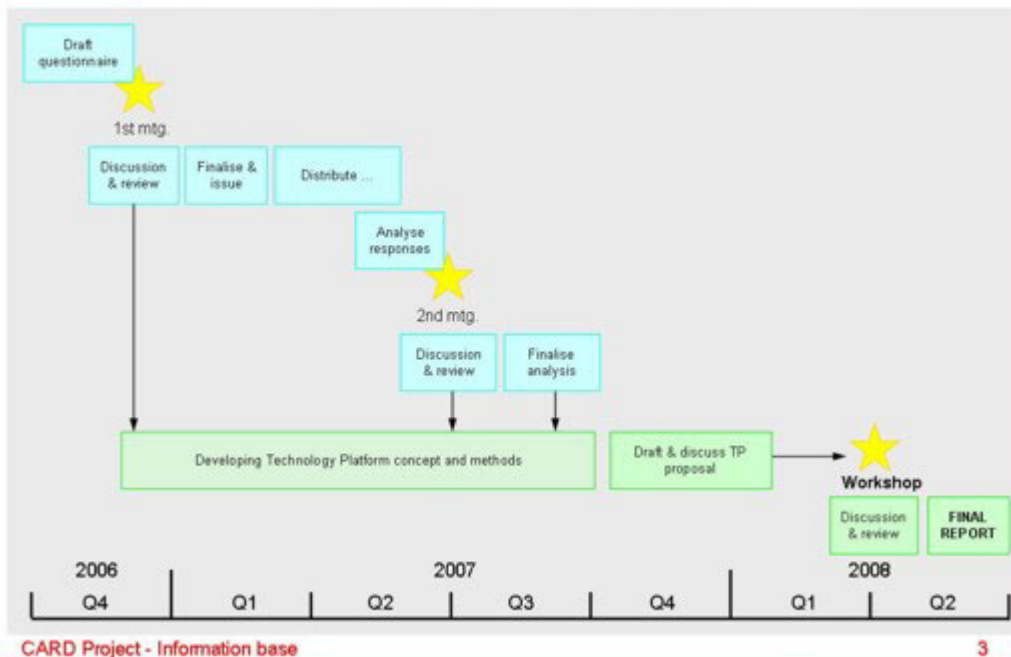 Draft
questionnaire
1st mtg.
Discussion
& review
Finalise &
issue
Distribute ...
Analyse
responses
2nd mtg.
Discussion
& review
Finalise
analysis
Developing Technology Platform concept and methods
Draft & discuss TP
proposal
Workshop
Discussion
& review
FINAL
REPORT
2006
2007
2008
Q4
Q1
Q2
Q3
Q4
Q1
Q2
CARD Project - Information base
3